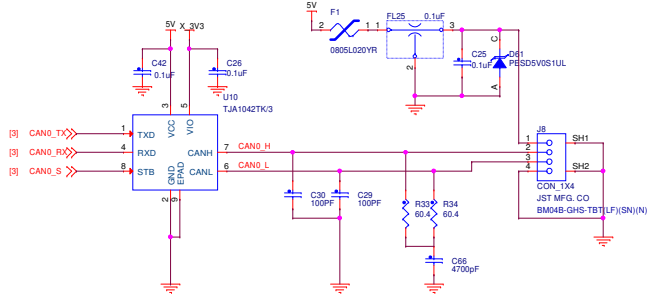 5V
F1
2
1
0805L020YR
1
FL25
0.1uF
3
2
C25
0.1uF
C
D61
PESD5V0S1UL
A
5V
X_3V3
C42
0.1uF
C26
0.1uF
U10
TJA1042TK/3
3
5
VCC
VIO
[3] CAN0_TX
1
TXD
[3] CAN0_RX
4
RXD
[3] CAN0_S
8
STB
CANH
7
CAN0_H
CANL
6
CAN0_L
GND
EPAD
2
9
C30
100PF
C29
100PF
R33
60.4
R34
60.4
C66
4700pF
J8
1
2
3
4
SH1
SH2
CON_1X4
JST MFG. CO
BM04B-GHS-TBT(LF)(SN)(N)